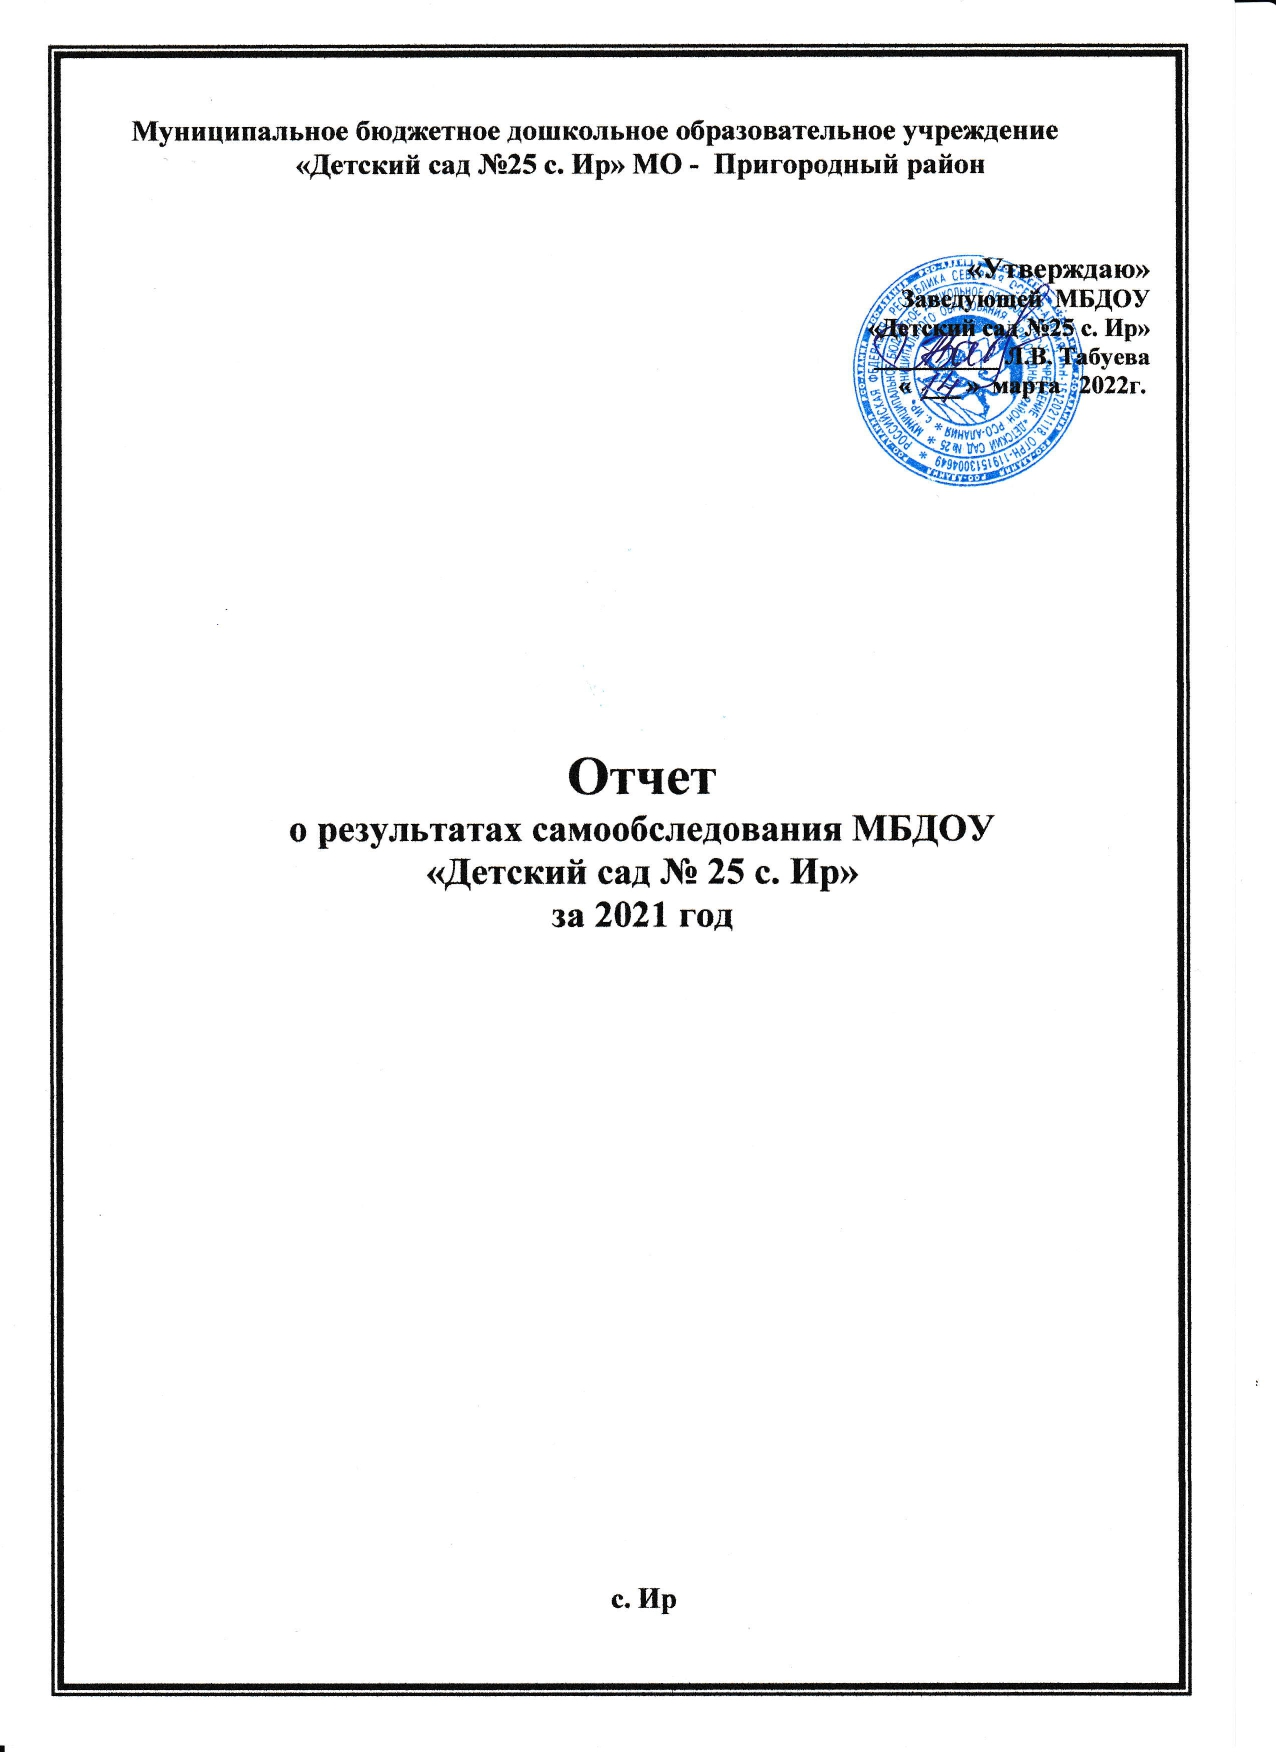 Муниципальное бюджетное дошкольное образовательное учреждение
«Детский сад №25 с. Ир» МО - Пригородный район
«Утверждаю»
Заведующей МБДОУ
«Детский сад №25 с. Ир»
Л.В. Табуева
« 14 » марта 2022г.
Отчет
о результатах самообследования МБДОУ
«Детский сад № 25 с. Ир»
за 2021 год
с. Ир